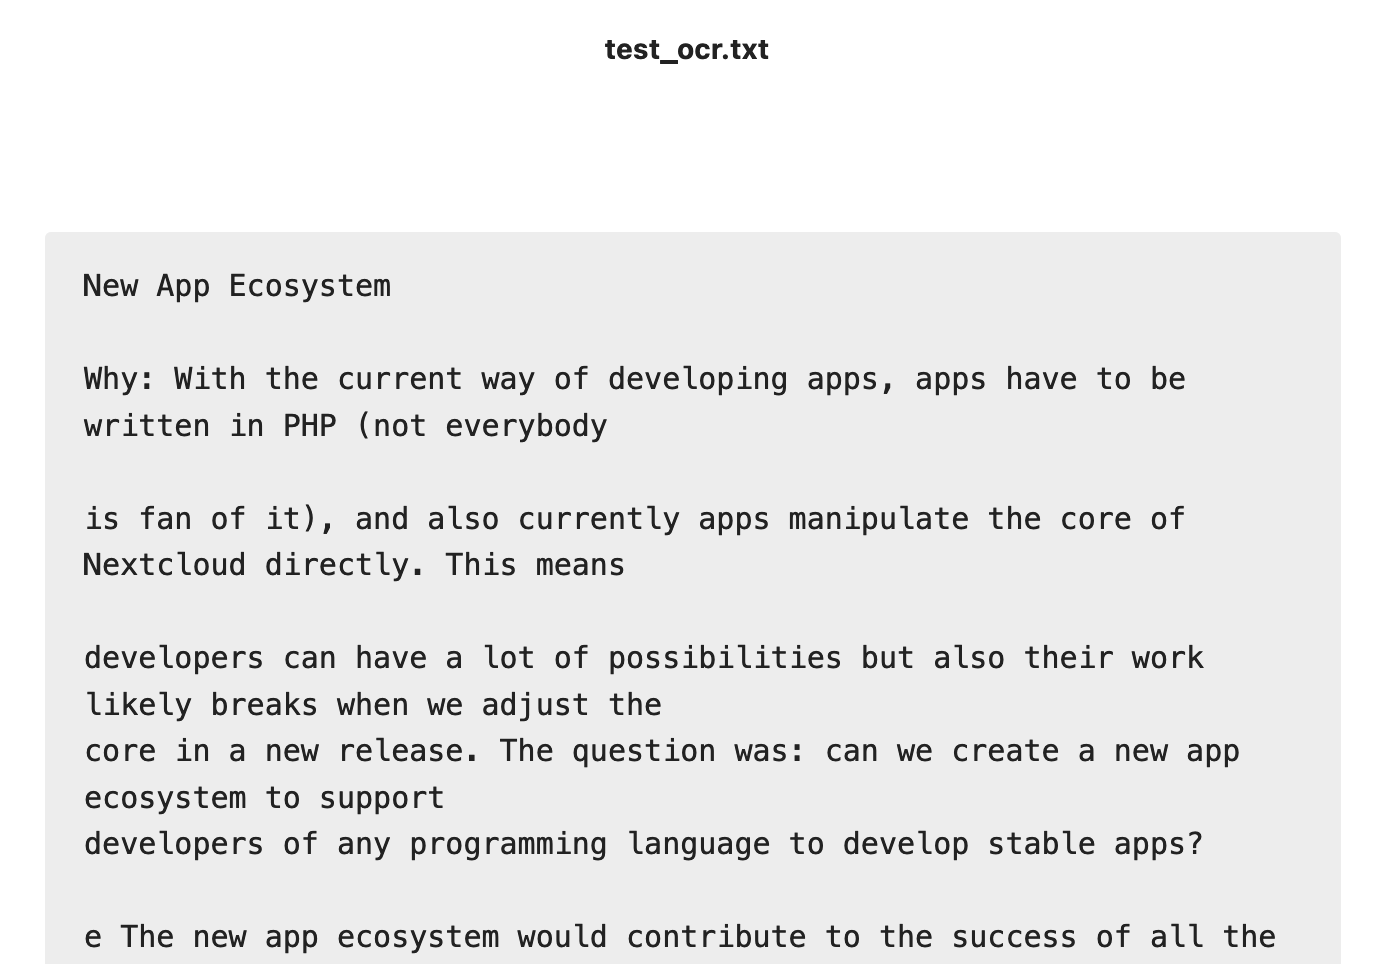 test_ocr.txt
New App Ecosystem
Why: With the current way of developing apps, apps have to be
written in PHP (not everybody
is fan of it), and also currently apps manipulate the core of
Nextcloud directly. This means
developers can have a lot of possibilities but also their work
likely breaks when we adjust the
core in a new release. The question was: can we create a new app
ecosystem to support
developers of any programming language to develop stable apps?
e The new app ecosystem would contribute to the success of all the